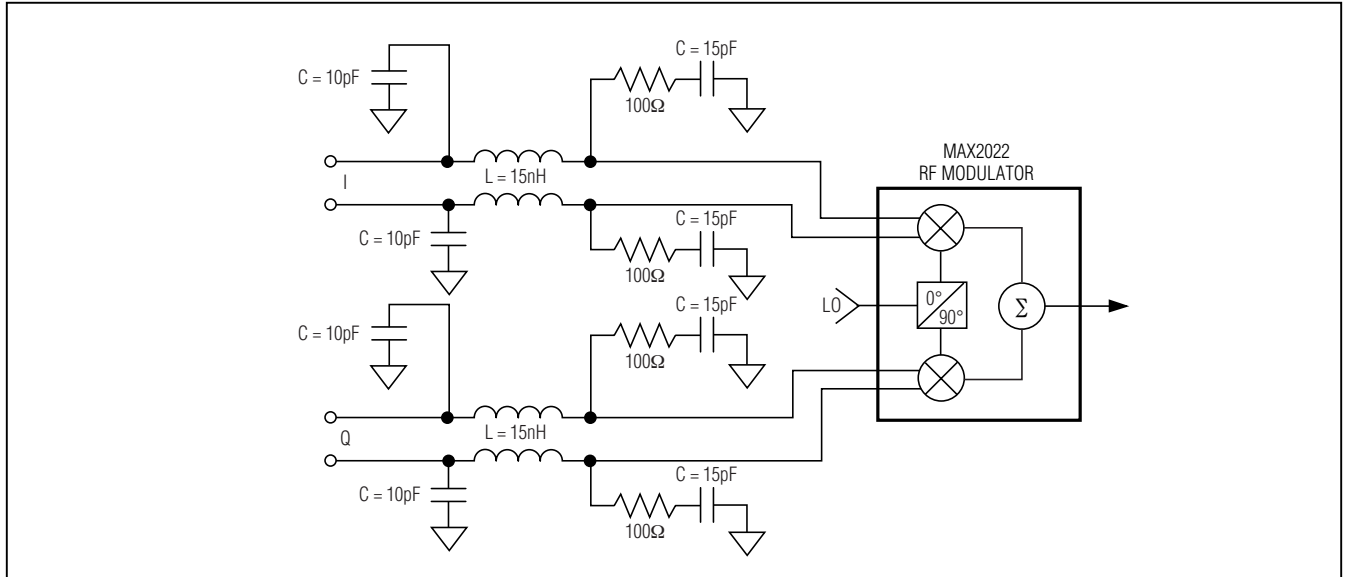 C = 15pF
C = 10pF
100Ω
MAX2022
RF MODULATOR
L = 15nH
I
C = 15pF
C = 10pF
100Ω
C = 15pF
LO
0°
90°
Σ
C = 10pF
100Ω
L = 15nH
Q
C = 15pF
C = 10pF
100Ω